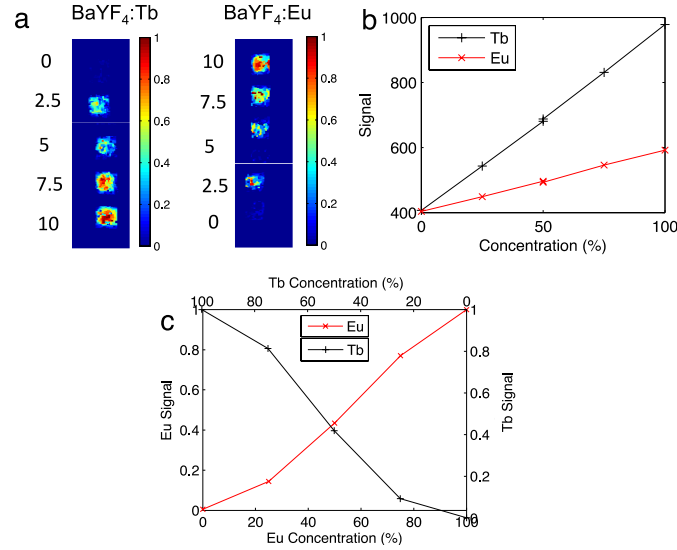 a
BaYF4:Tb
BaYF4:Eu
0
2.5
5
7.5
10
1
0.8
0.6
0.4
0.2
0
10
7.5
5
2.5
0
1
0.8
0.6
0.4
0.2
0
b
1000
800
600
400
Signal
Tb
Eu
0
50
100
Concentration (%)
c
Tb Concentration (%)
100 80 60 40 20 0
Eu
Tb
0.8
0.6
0.4
0.2
0
Eu Signal
1
0.8
0.6
0.4
0.2
0
Tb Signal
0 20 40 60 80 100
Eu Concentration (%)